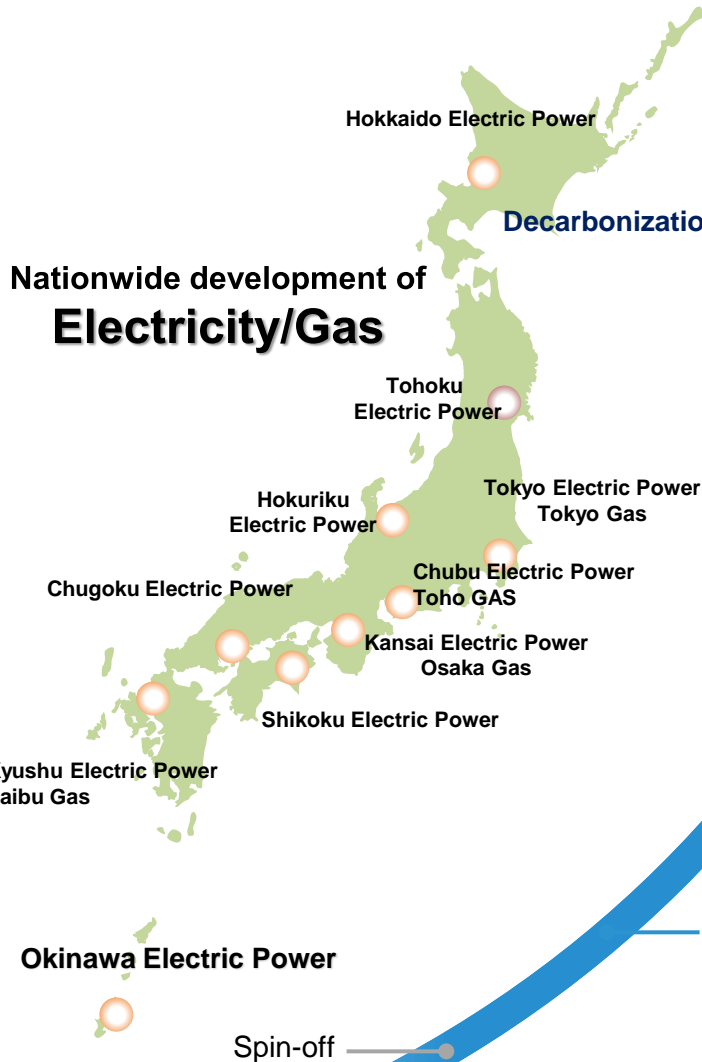 Hokkaido Electric Power
Decarbonizatio
Nationwide development of
Electricity/Gas
Tohoku
Electric Power
Tokyo Electric Power
Tokyo Gas
Hokuriku
Electric Power
Chubu Electric Power
Toho GAS
Chugoku Electric Power
Kansai Electric Power
Osaka Gas
Shikoku Electric Power
yushu Electric Power
aibu Gas
Okinawa Electric Power
Spin-off